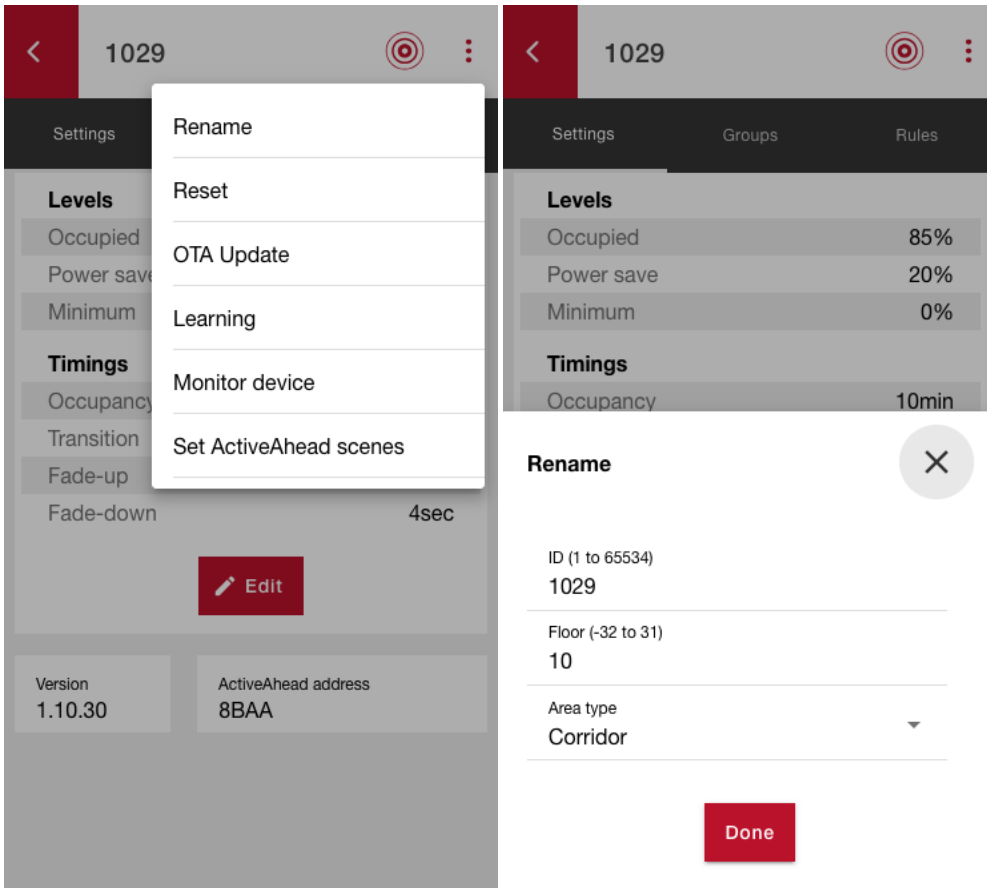 1029
Settings
Rename
Reset
OTA Update
Learning
Monitor device
Set ActiveAhead scenes
Levels
Occupied
Power save
Minimum
Timings
Occupancy
Transition
Fade-up
Fade-down 4sec
Edit
Version
1.10.30
ActiveAhead address
8BAA
1029
Settings Groups Rules
Levels
Occupied 85%
Power save 20%
Minimum 0%
Timings
Occupancy 10min
Rename
ID (1 to 65534)
1029
Floor (-32 to 31)
10
Area type
Corridor
Done